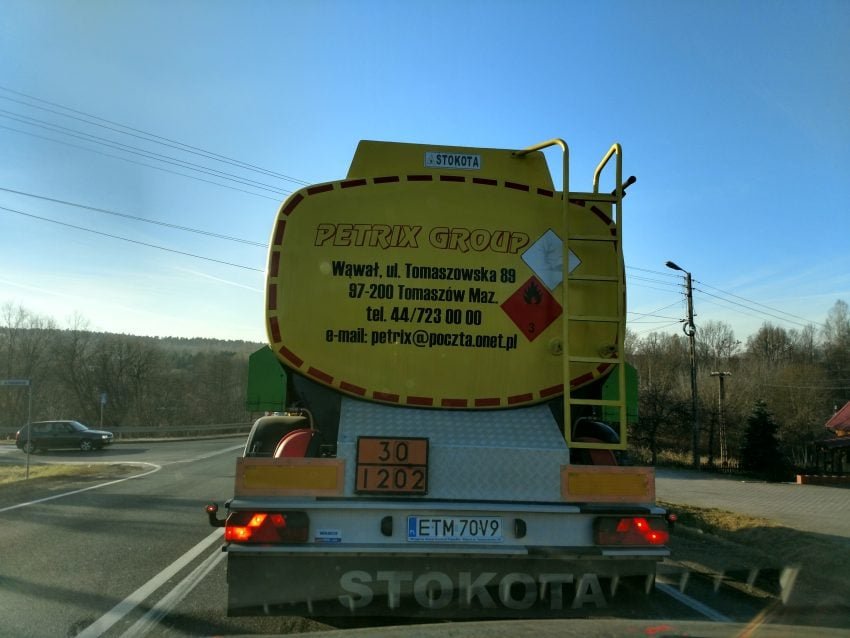 STOKOTA
PETRIX GROUP
Wąwał, ul. Tomaszowska 89
97-200 Tomaszów Maz.
tel. 44/723 00 00
e-mail: petrix@poczta.onet.pl
3
30
1202
ETM 70V9
STOKOTA